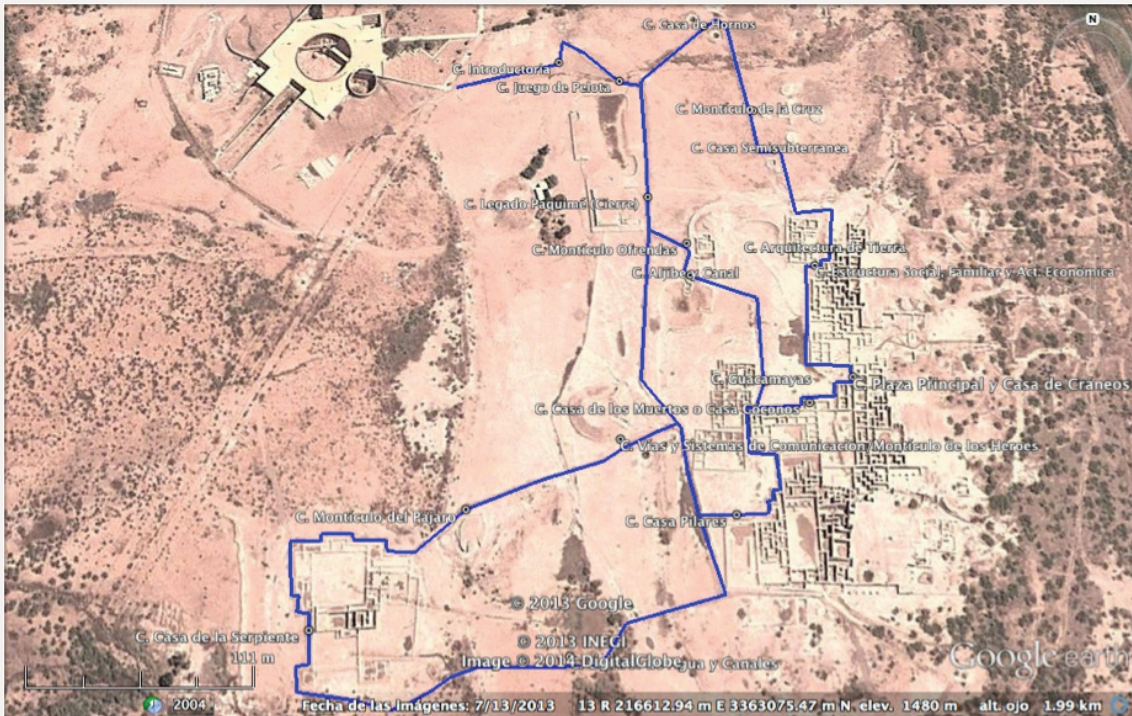 N
C. Casa de Hornos
C. Introductoria
C. Juego de Pelota
C. Montículo de la Cruz
C. Casa Semisubterranea
C. Legado Paquimé (Cierre)
C. Montículo Ofrendas
C. Arquitectura de Tierra
C. Aljibe y Canal
C. Estructura Social, Familiar y Act. Económica
C. Guacamayas
C. Plaza Principal y Casa de Craneos
C. Casa de los Muertos o Casa Cocones
C. Vías y Sistemas de Comunicación/Montículo de los Heroes
C. Montículo del Pájaro
C. Casa Pilares
© 2013 Google
C. Casa de la Serpiente
© 2013 INEGI
111 m
Image © 2014 DigitalGlobe
y Canales
Google earth
2004
Fecha de las imágenes: 7/13/2013 13 R 216612.94 m E 3363075.47 m N elev. 1480 m alt. ojo 1.99 km